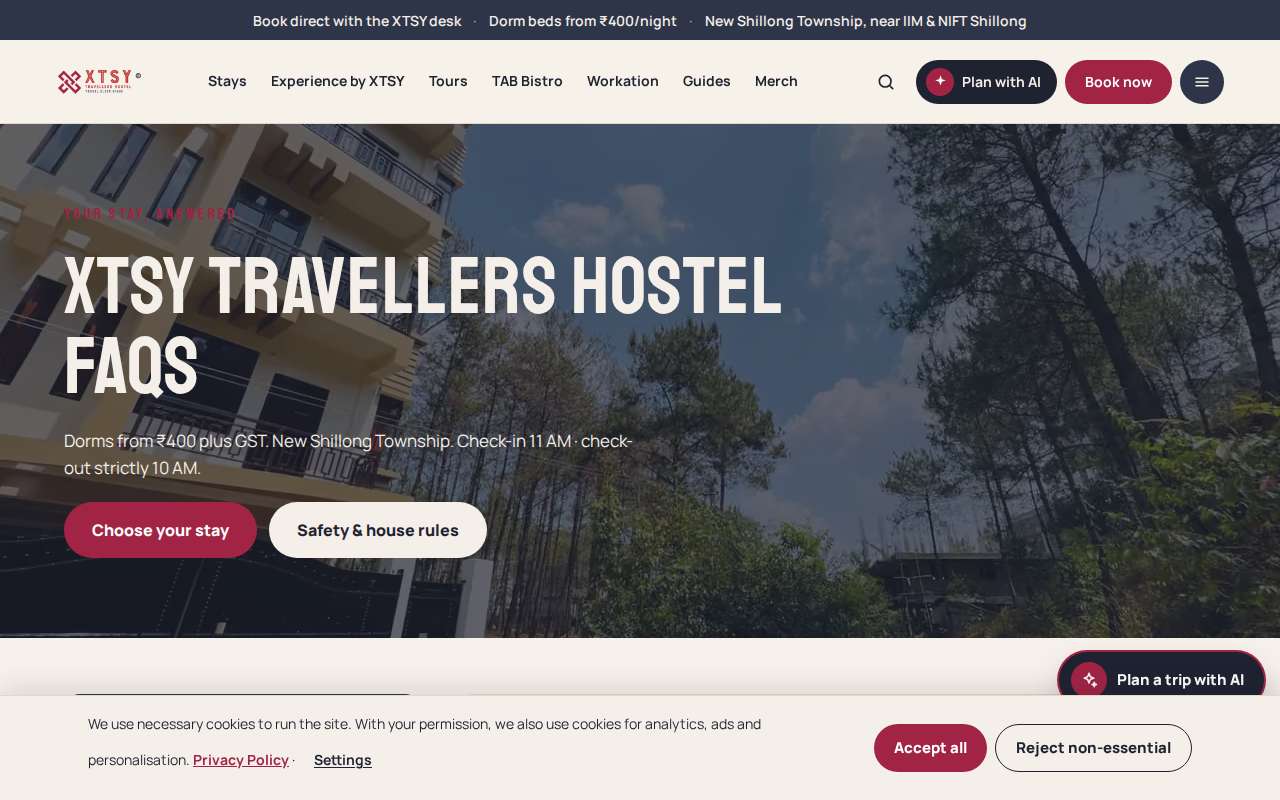 Book direct with the XTSY desk · Dorm beds from ₹400/night · New Shillong Township, near IIM & NIFT Shillong
XTSY®
TRAVELLERS HOSTEL
Stays Experience by XTSY Tours TAB Bistro Workation Guides Merch Plan with AI Book now
YOUR STAY, ANSWERED
XTSY TRAVELLERS HOSTEL
FAQS
Dorms from ₹400 plus GST. New Shillong Township. Check-in 11 AM · check-
out strictly 10 AM.
Choose your stay Safety & house rules
Plan a trip with AI
We use necessary cookies to run the site. With your permission, we also use cookies for analytics, ads and
personalisation. Privacy Policy · Settings
Accept all Reject non-essential